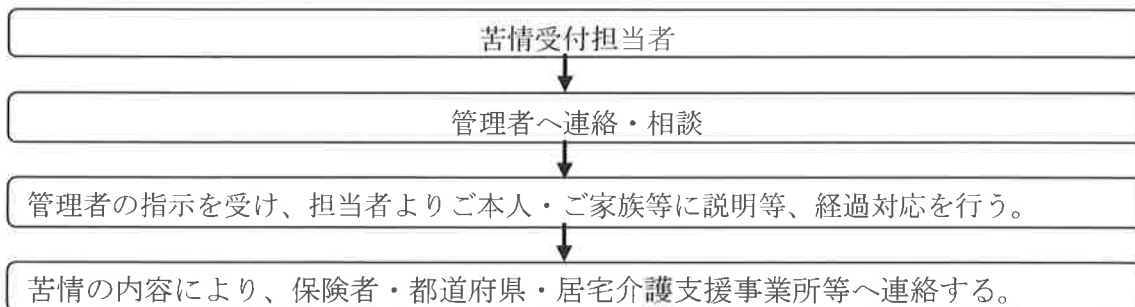 苦情受付担当者
管理者へ連絡・相談
管理者の指示を受け、担当者よりご本人・ご家族等に説明等、経過対応を行う。
苦情の内容により、保険者・都道府県・居宅介護支援事業所等へ連絡する。